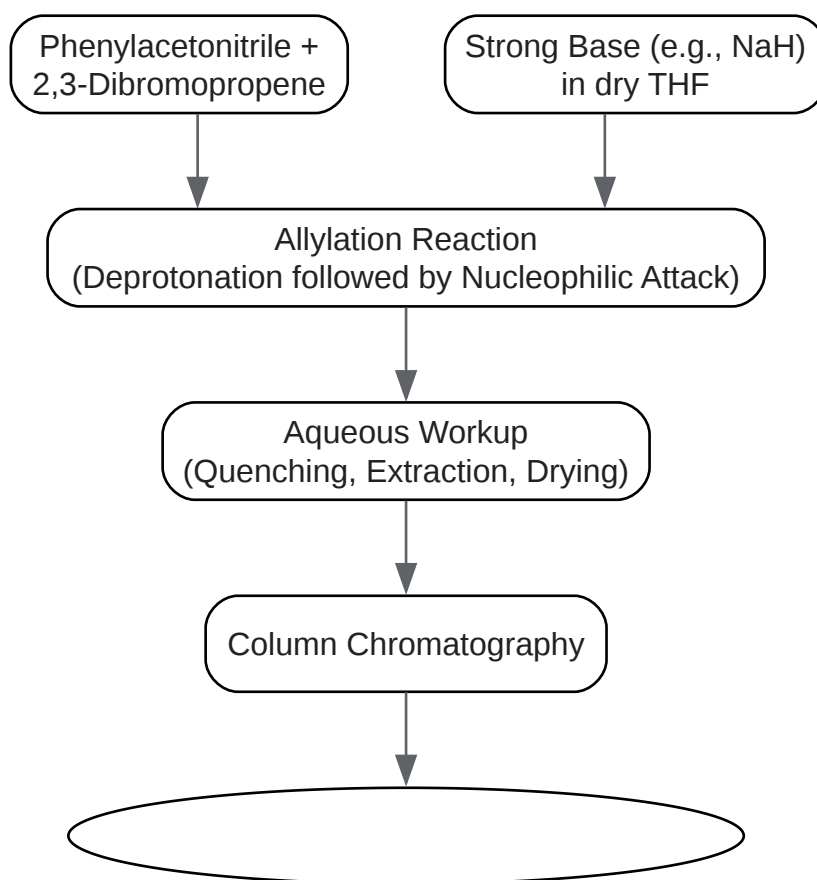 Phenylacetonitrile +
2,3-Dibromopropene
Strong Base (e.g., NaH)
in dry THF
Allylation Reaction
(Deprotonation followed by Nucleophilic Attack)
Aqueous Workup
(Quenching, Extraction, Drying)
Column Chromatography